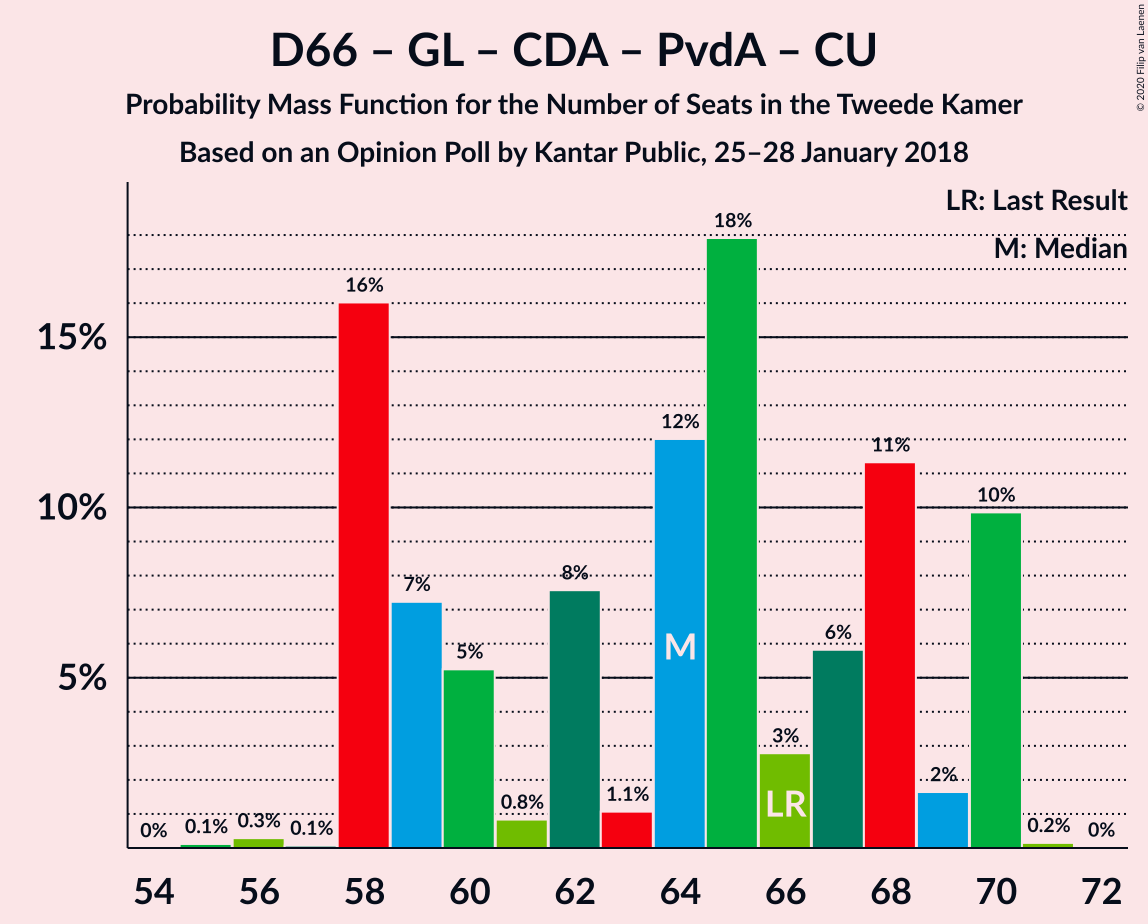 D66 – GL – CDA – PvdA – CU
Probability Mass Function for the Number of Seats in the Tweede Kamer
Based on an Opinion Poll by Kantar Public, 25–28 January 2018
© 2020 Filip van Laenen
LR: Last Result
M: Median
18%
16%
15%
12%
11%
10%
10%
8%
7%
6%
5%
5%
M
3%
LR
2%
1.1%
0.8%
0.3%
0.1%
0.1%
0%
0.2%
0%
54 56 58 60 62 64 66 68 70 72